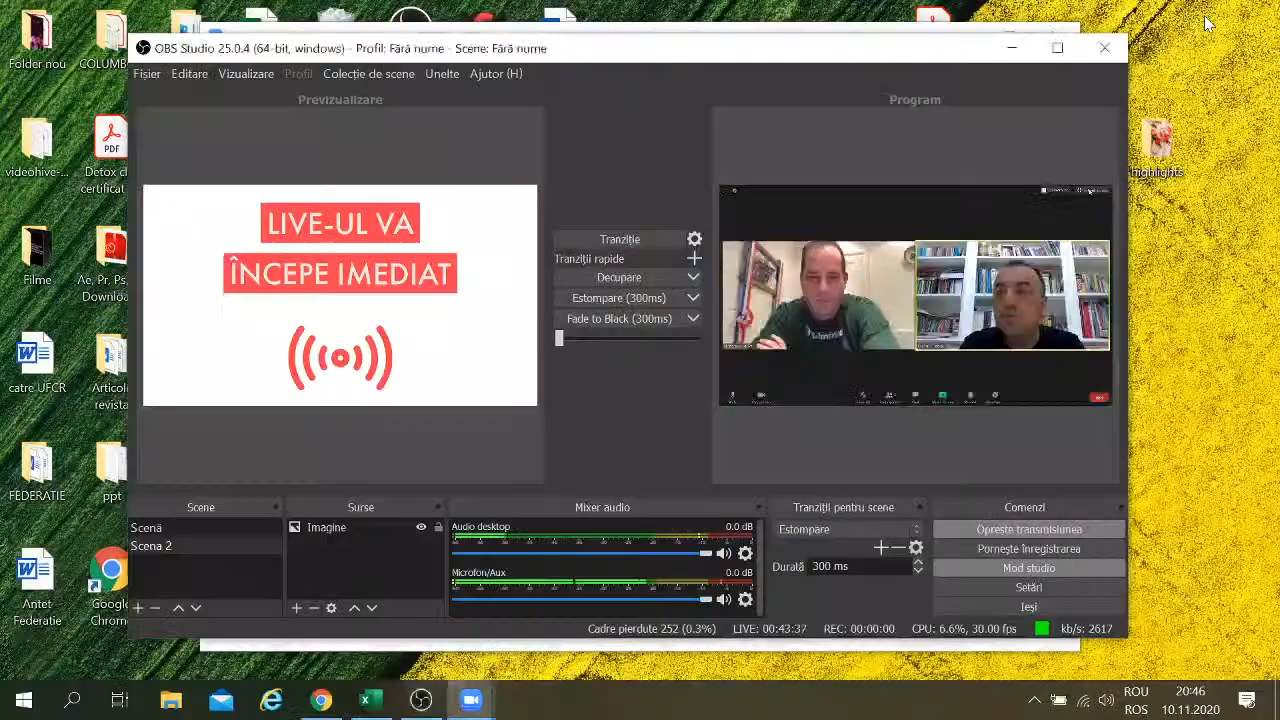 OBS Studio 25.0.4 (64-bit, windows) - Profil: Fără nume - Scene: Fără nume
Fișier Editare Vizualizare Profil Colecție de scene Unelte Ajutor (H)
Previzualizare
Program
LIVE-UL VA
ÎNCEPE IMEDIAT
Tranziție
Tranziții rapide
Decupare
Estompare (300ms)
Fade to Black (300ms)
Scene
Surse
Mixer audio
Tranziții pentru scene
Comenzi
Scenă
Scena 2
Imagine
Audio desktop
0.0 dB
Microfon/Aux
0.0 dB
Estompare
Durată 300 ms
Oprește transmisiunea
Pornește înregistrarea
Mod studio
Setări
Ieși
Cadre pierdute 252 (0.3%) LIVE: 00:43:37 REC: 00:00:00 CPU: 6.6%, 30.00 fps kb/s: 2617
Folder nou
COLUMB
videohive-...
PDF
Detox c
certificat
highlights
Filme
Ae, Pr, Ps
Downloa
catre UFCR
Articol
revista
FEDERATIE
ppt
Antet
Federatie
Google
Chrom
ROU
ROS
20:46
10.11.2020